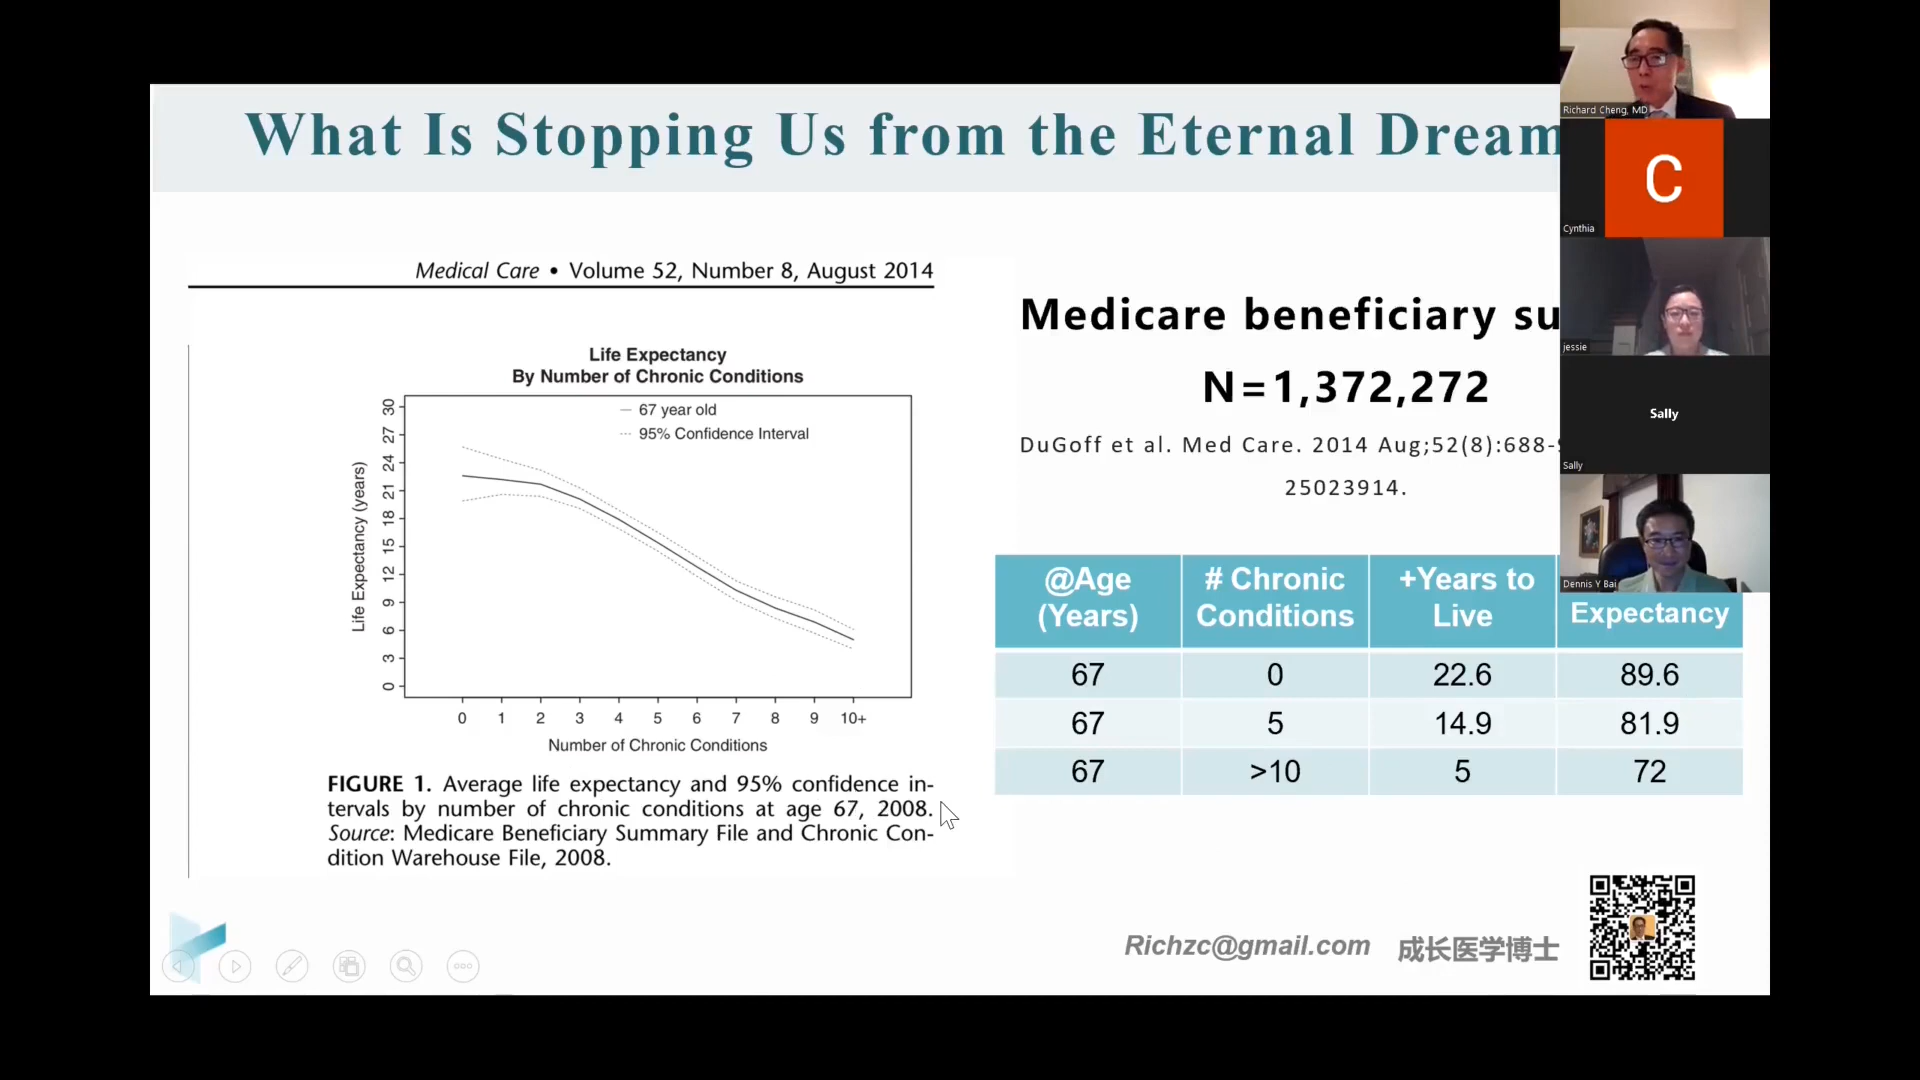 What Is Stopping Us from the Eternal Dream
Medical Care • Volume 52, Number 8, August 2014
Life Expectancy
By Number of Chronic Conditions
67 year old
95% Confidence Interval
Life Expectancy (years)
30
27
24
21
18
15
12
9
6
3
0
0 1 2 3 4 5 6 7 8 9 10+
Number of Chronic Conditions
FIGURE 1. Average life expectancy and 95% confidence in-
tervals by number of chronic conditions at age 67, 2008.
Source: Medicare Beneficiary Summary File and Chronic Con-
dition Warehouse File, 2008.
Medicare beneficiary su
N=1,372,272
DuGoff et al. Med Care. 2014 Aug;52(8):688-
25023914.
@Age (Years) # Chronic Conditions +Years to Live Expectancy
67 0 22.6 89.6
67 5 14.9 81.9
67 >10 5 72
Richzc@gmail.com 成长医学博士
Richard Cheng, MD
C
Cynthia
jessie
Sally
Sally
Dennis Y Bai